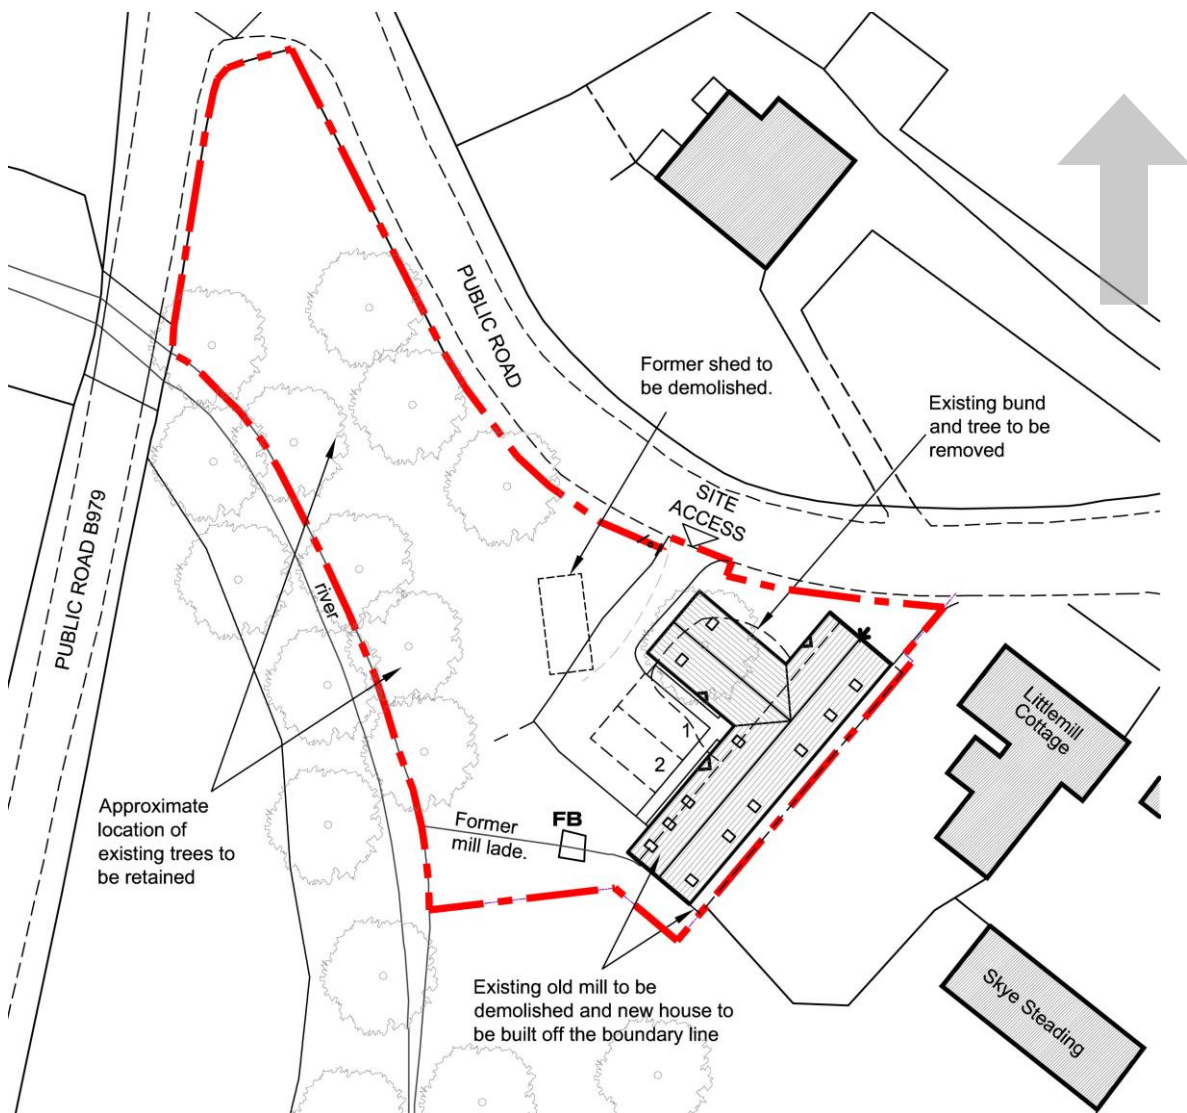 PUBLIC ROAD
Former shed to
be demolished.
Existing bund
and tree to be
removed
SITE
ACCESS
PUBLIC ROAD B979
river
Littlemill
Cottage
1
2
Approximate
location of
existing trees to
be retained
Former
mill lade.
FB
Existing old mill to be
demolished and new house to
be built off the boundary line
Skye Steading